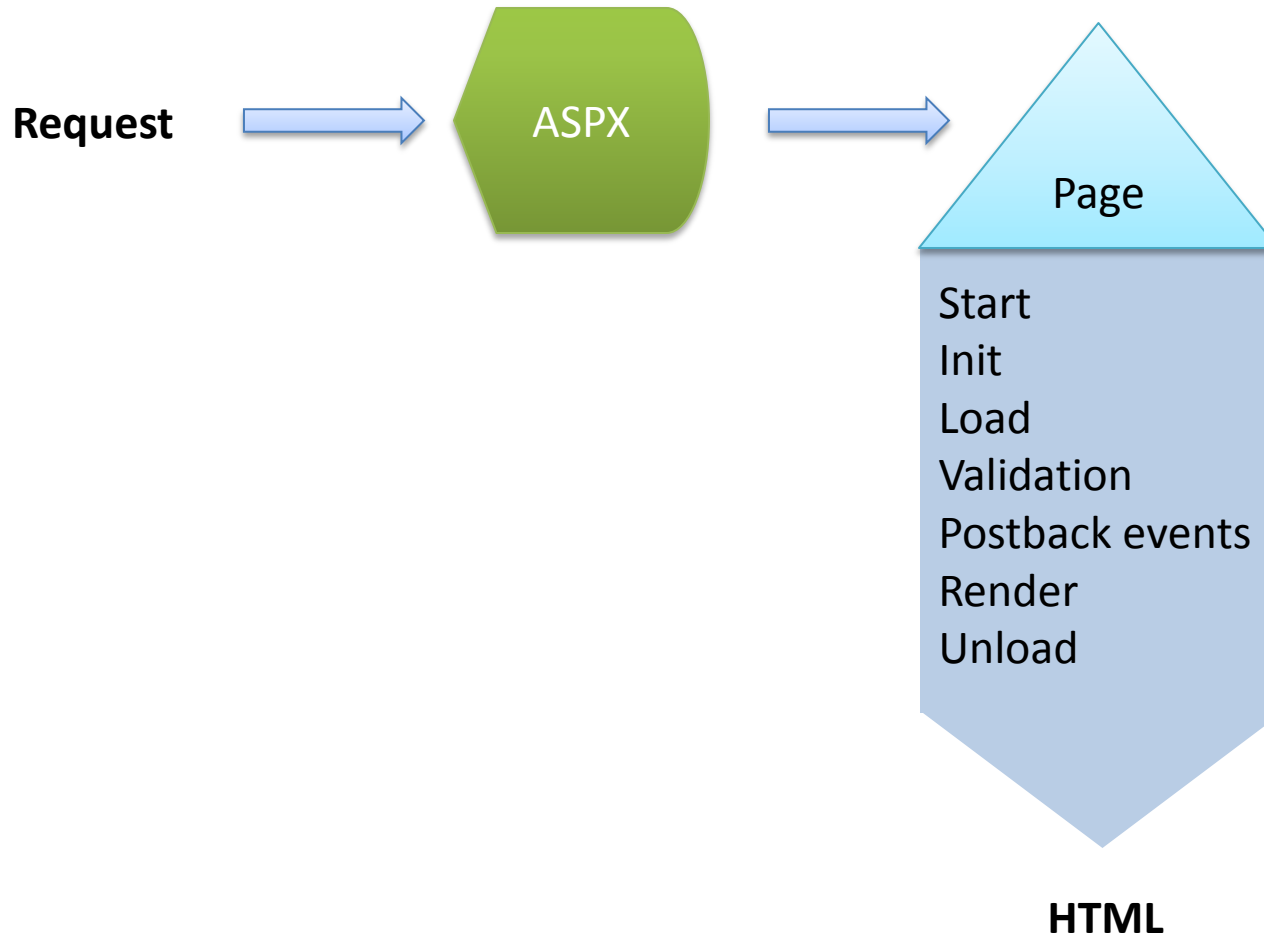 Request
ASPX
Page
Start
Init
Load
Validation
Postback events
Render
Unload
HTML